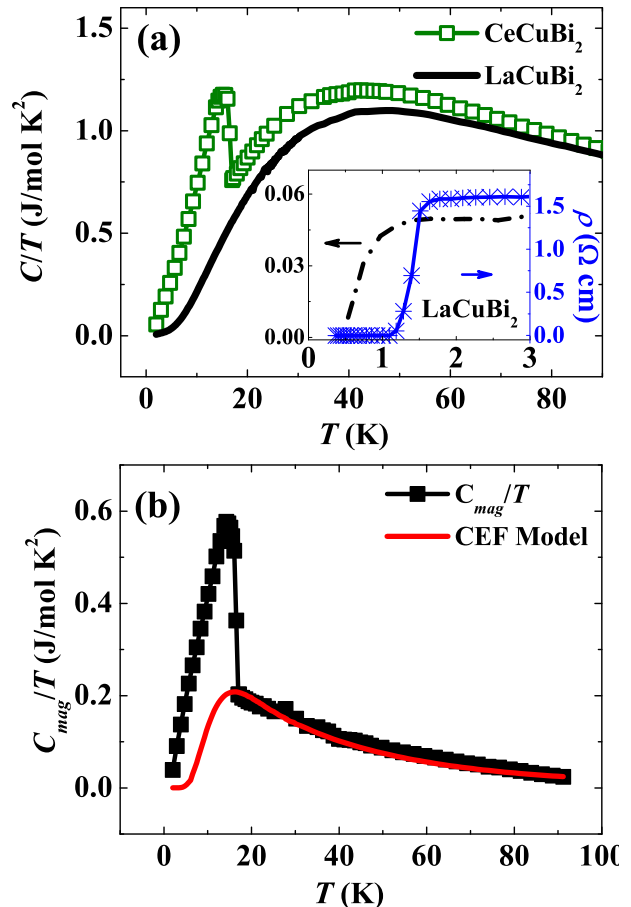 (a)
CeCuBi₂
LaCuBi₂
C/T (J/mol K²)
1.5
1.0
0.5
0.0
0.06
0.03
0.00
1.5
1.0
0.5
0.0
ρ (Ω cm)
LaCuBi₂
0 1 2 3
0 20 40 60 80
T (K)
(b)
C_mag/T
CEF Model
C_mag/T (J/mol K²)
0.6
0.4
0.2
0.0
0 20 40 60 80 100
T (K)